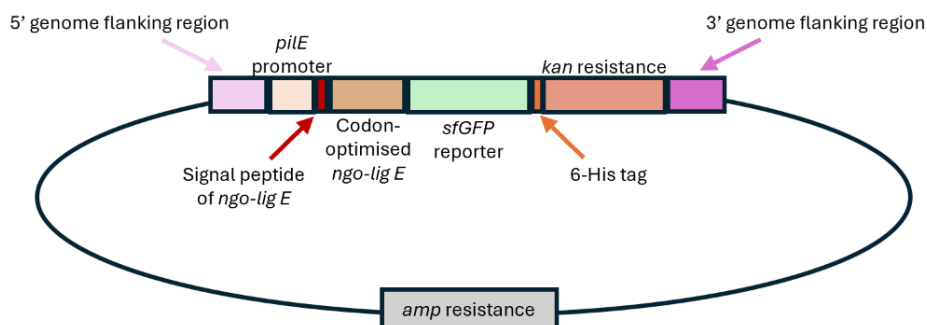 5’ genome flanking region
3’ genome flanking region
pilE
promoter
kan resistance
Codon-
optimised
ngo-lig E
sfGFP
reporter
Signal peptide
of ngo-lig E
6-His tag
amp resistance